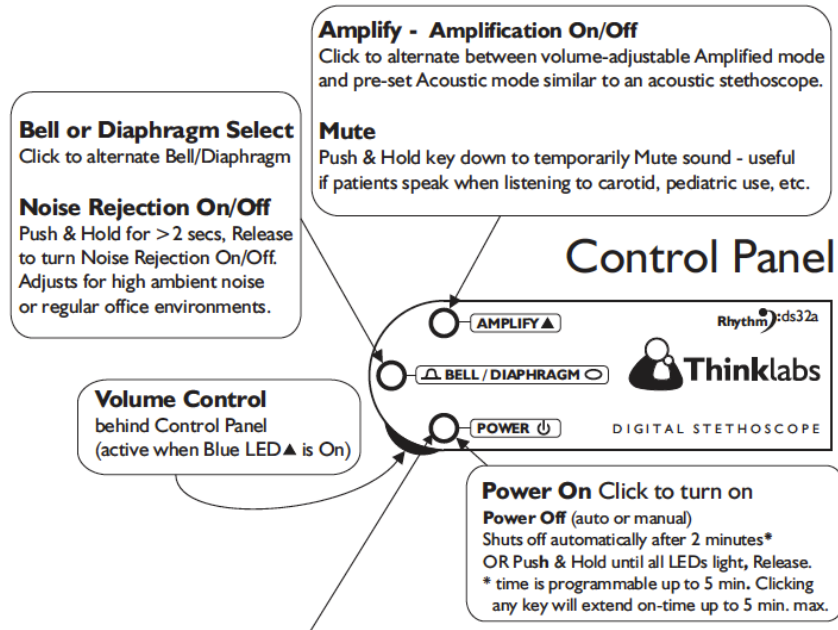 Amplify - Amplification On/Off
Click to alternate between volume-adjustable Amplified mode
and pre-set Acoustic mode similar to an acoustic stethoscope.
Mute
Push & Hold key down to temporarily Mute sound - useful
if patients speak when listening to carotid, pediatric use, etc.
Bell or Diaphragm Select
Click to alternate Bell/Diaphragm
Noise Rejection On/Off
Push & Hold for >2 secs, Release
to turn Noise Rejection On/Off.
Adjusts for high ambient noise
or regular office environments.
Control Panel
AMPLIFY▲
Rhythm:ds32a
BELL / DIAPHRAGM
Thinklabs
POWER
DIGITAL STETHOSCOPE
Volume Control
behind Control Panel
(active when Blue LED▲ is On)
Power On Click to turn on
Power Off (auto or manual)
Shuts off automatically after 2 minutes*
OR Push & Hold until all LEDs light, Release.
* time is programmable up to 5 min. Clicking
any key will extend on-time up to 5 min. max.